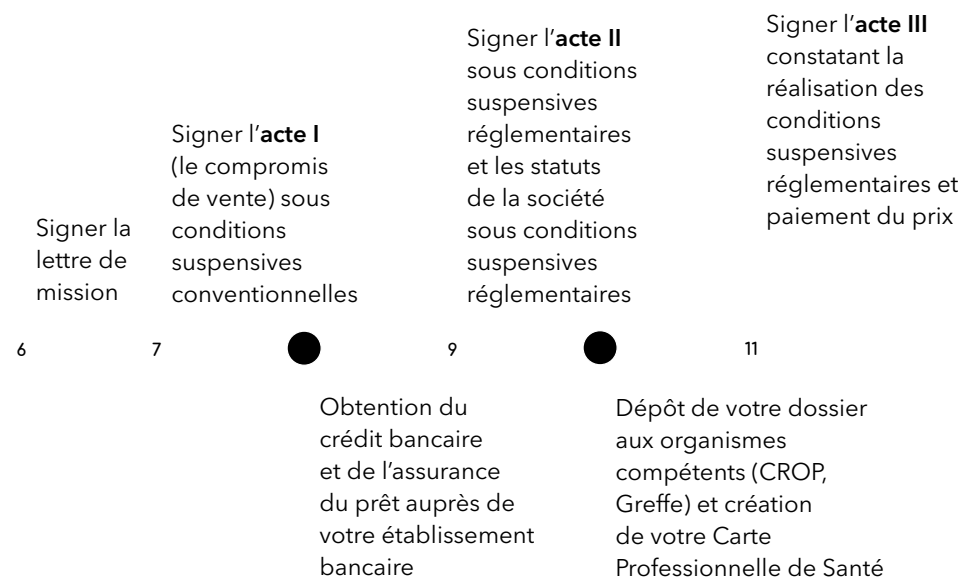 6
Signer la
lettre de
mission
7
Signer l'acte I
(le compromis
de vente) sous
conditions
suspensives
conventionnelles
Obtention du
crédit bancaire
et de l'assurance
du prêt auprès de
votre établissement
bancaire
9
Signer l'acte II
sous conditions
suspensives
réglementaires
et les statuts
de la société
sous conditions
suspensives
réglementaires
Dépôt de votre dossier
aux organismes
compétents (CROP,
Greffe) et création
de votre Carte
Professionnelle de Santé
11
Signer l'acte III
constatant la
réalisation des
conditions
suspensives
réglementaires et
paiement du prix